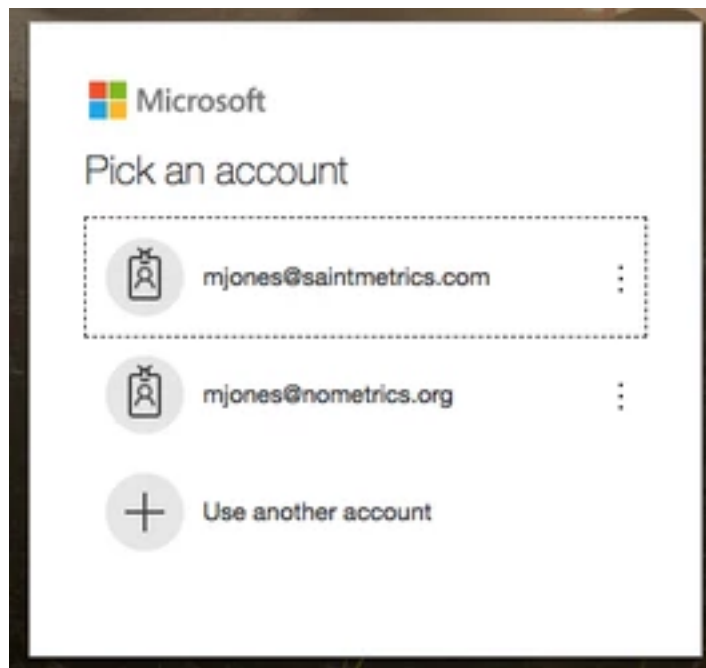 Microsoft
Pick an account
mjones@saintmetrics.com
mjones@nometrics.org
Use another account